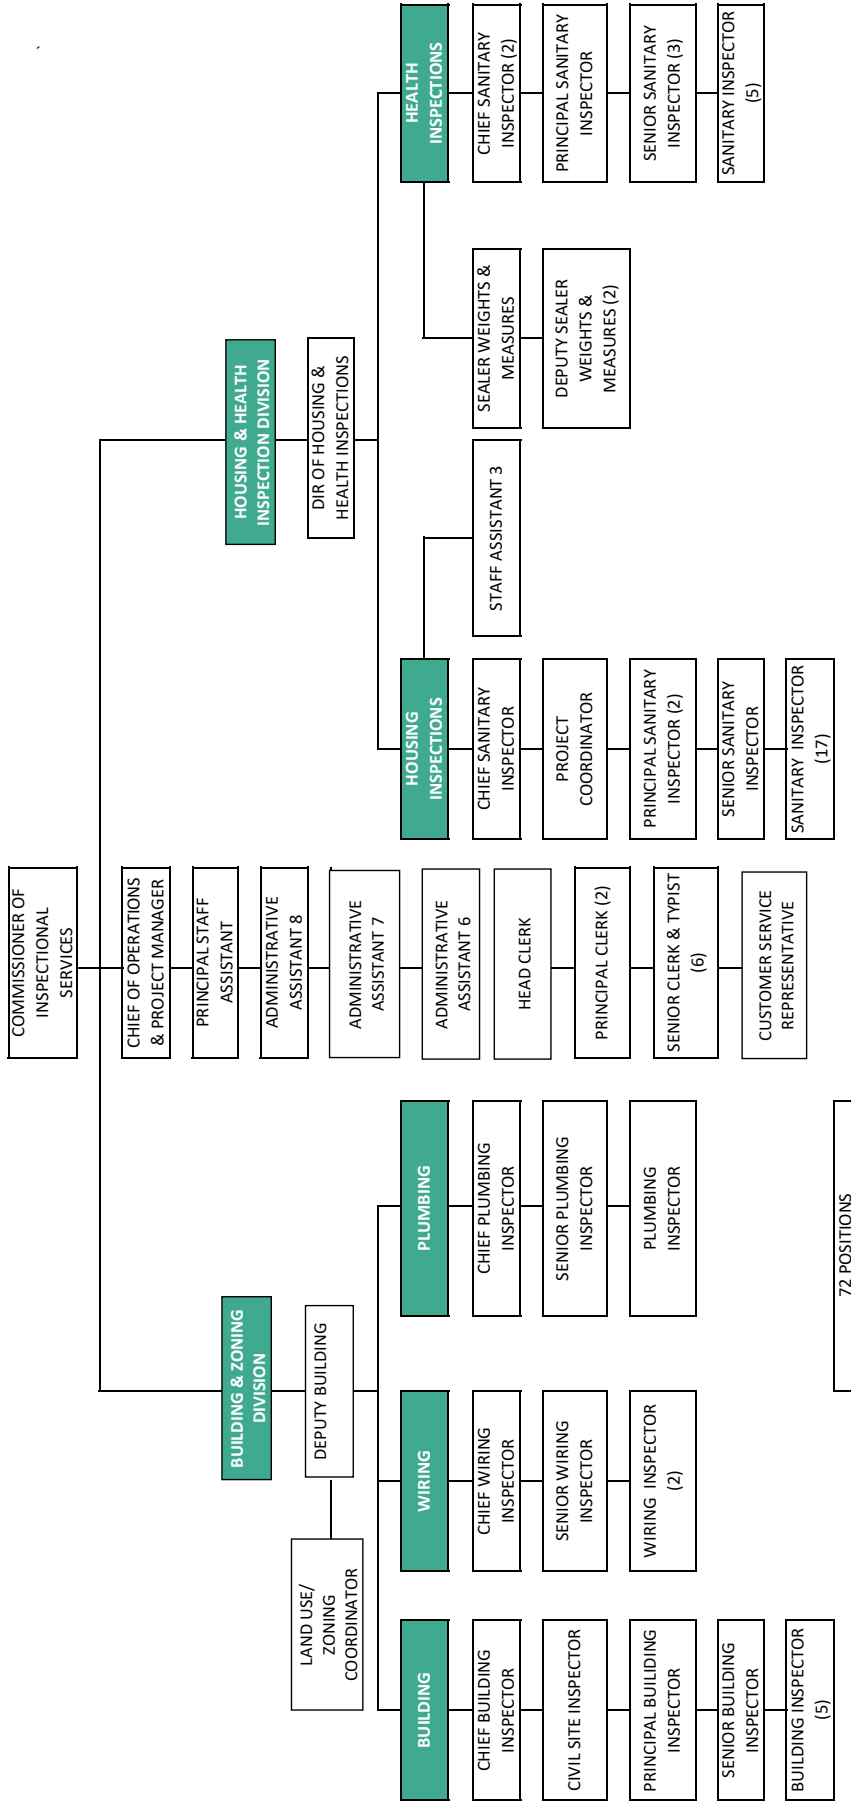 COMMISSIONER OF
INSPECTIONAL
SERVICES
CHIEF OF OPERATIONS
& PROJECT MANAGER
PRINCIPAL STAFF
ASSISTANT
ADMINISTRATIVE
ASSISTANT 8
ADMINISTRATIVE
ASSISTANT 7
ADMINISTRATIVE
ASSISTANT 6
HEAD CLERK
PRINCIPAL CLERK (2)
SENIOR CLERK & TYPIST
(6)
CUSTOMER SERVICE
REPRESENTATIVE
BUILDING & ZONING
DIVISION
DEPUTY BUILDING
LAND USE/
ZONING
COORDINATOR
BUILDING
CHIEF BUILDING
INSPECTOR
CIVIL SITE INSPECTOR
PRINCIPAL BUILIDING
INSPECTOR
SENIOR BUILDING
INSPECTOR
BUILDING INSPECTOR
(5)
WIRING
CHIEF WIRING
INSPECTOR
SENIOR WIRING
INSPECTOR
WIRING INSPECTOR
(2)
PLUMBING
CHIEF PLUMBING
INSPECTOR
SENIOR PLUMBING
INSPECTOR
PLUMBING
INSPECTOR
HOUSING & HEALTH
INSPECTION DIVISION
DIR OF HOUSING &
HEALTH INSPECTIONS
HOUSING
INSPECTIONS
CHIEF SANITARY
INSPECTOR
PROJECT
COORDINATOR
PRINCIPAL SANITARY
INSPECTOR (2)
SENIOR SANITARY
INSPECTOR
SANITARY INSPECTOR
(17)
STAFF ASSISTANT 3
SEALER WEIGHTS &
MEASURES
DEPUTY SEALER
WEIGHTS &
MEASURES (2)
HEALTH
INSPECTIONS
CHIEF SANITARY
INSPECTOR (2)
PRINCIPAL SANITARY
INSPECTOR
SENIOR SANITARY
INSPECTOR (3)
SANITARY INSPECTOR
(5)
72 POSITIONS